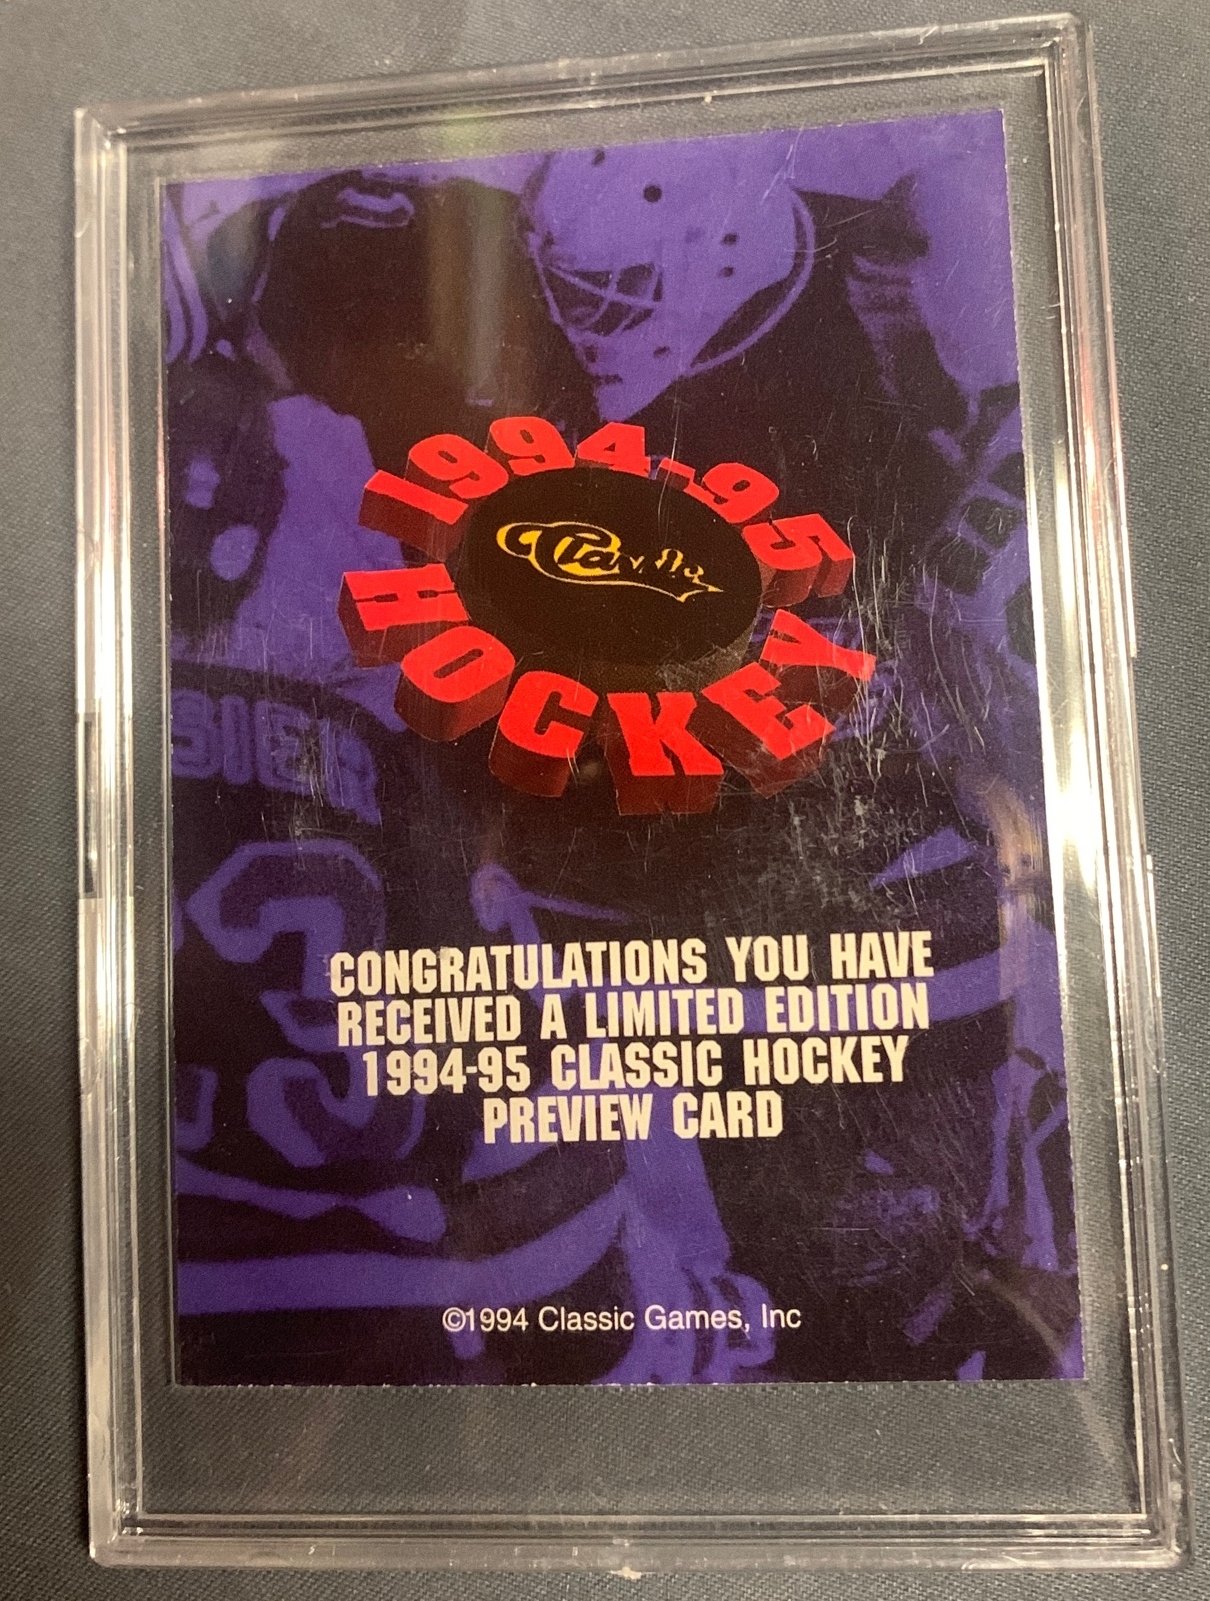 1994-95
Classic
HOCKEY
CONGRATULATIONS YOU HAVE
RECEIVED A LIMITED EDITION
1994-95 CLASSIC HOCKEY
PREVIEW CARD
©1994 Classic Games, Inc